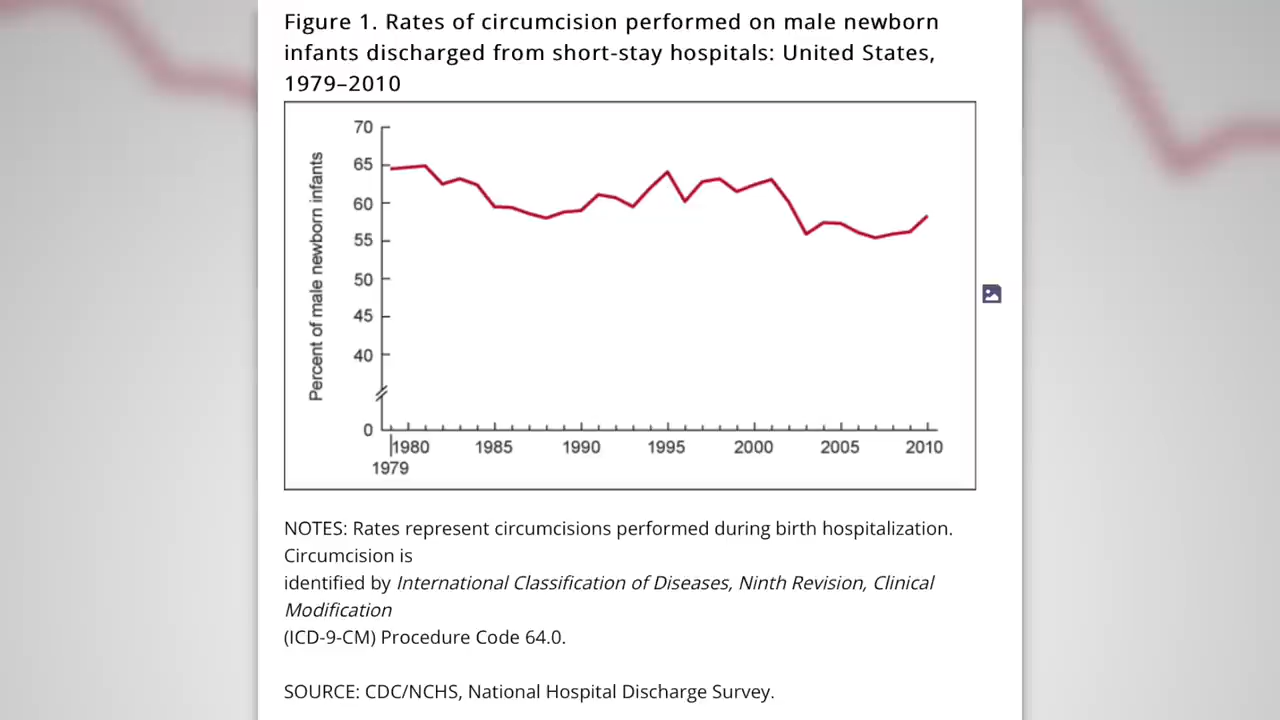 Figure 1. Rates of circumcision performed on male newborn
infants discharged from short-stay hospitals: United States,
1979–2010
Percent of male newborn infants
70
65
60
55
50
45
40
0
1980 1985 1990 1995 2000 2005 2010
1979
NOTES: Rates represent circumcisions performed during birth hospitalization.
Circumcision is
identified by International Classification of Diseases, Ninth Revision, Clinical
Modification
(ICD-9-CM) Procedure Code 64.0.
SOURCE: CDC/NCHS, National Hospital Discharge Survey.